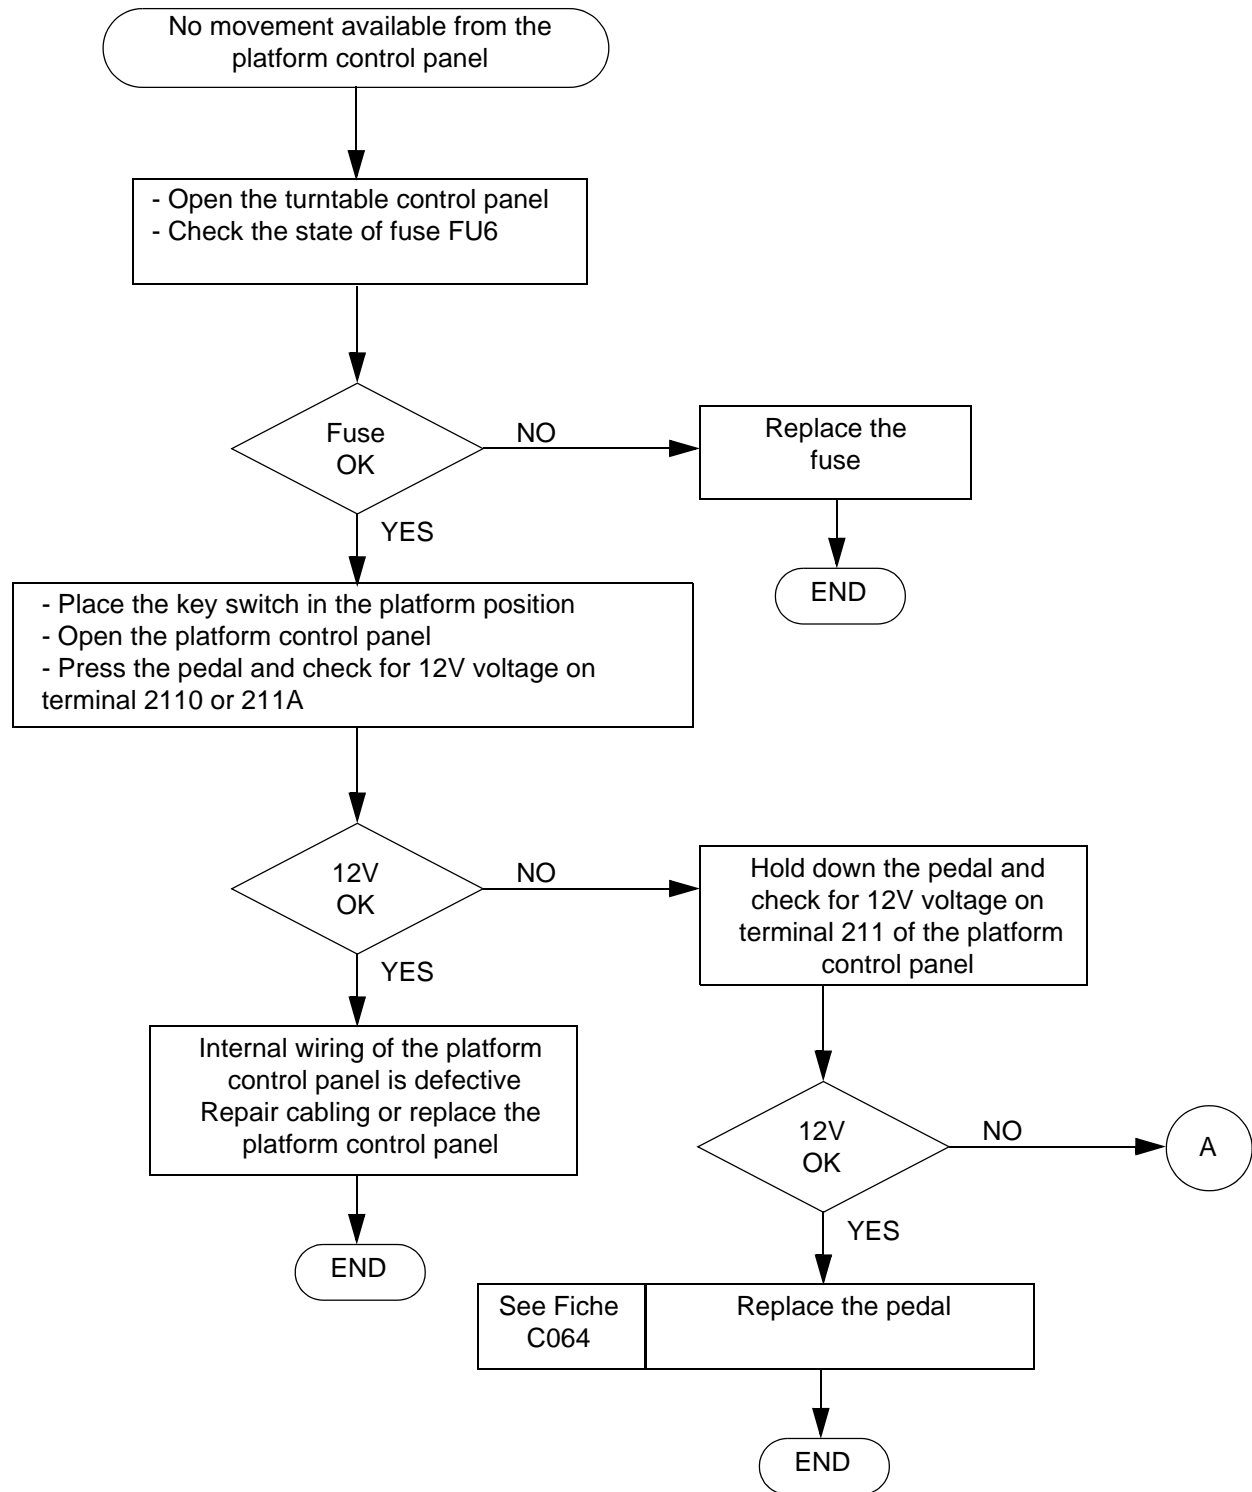 No movement available from the
platform control panel
- Open the turntable control panel
- Check the state of fuse FU6
Fuse
OK
NO
Replace the
fuse
YES
END
- Place the key switch in the platform position
- Open the platform control panel
- Press the pedal and check for 12V voltage on
terminal 2110 or 211A
12V
OK
NO
Hold down the pedal and
check for 12V voltage on
terminal 211 of the platform
control panel
YES
Internal wiring of the platform
control panel is defective
Repair cabling or replace the
platform control panel
12V
OK
NO
A
YES
END
See Fiche
C064
Replace the pedal
END